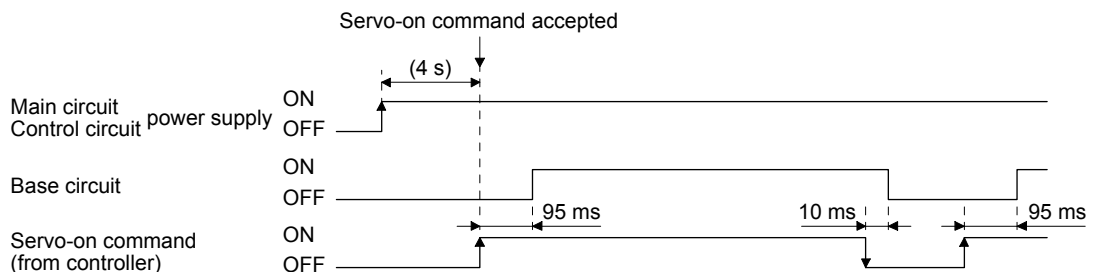 Servo-on command accepted
(4 s)
Main circuit
Control circuit
power supply
ON
OFF
Base circuit
ON
OFF
95 ms
10 ms
95 ms
Servo-on command
(from controller)
ON
OFF